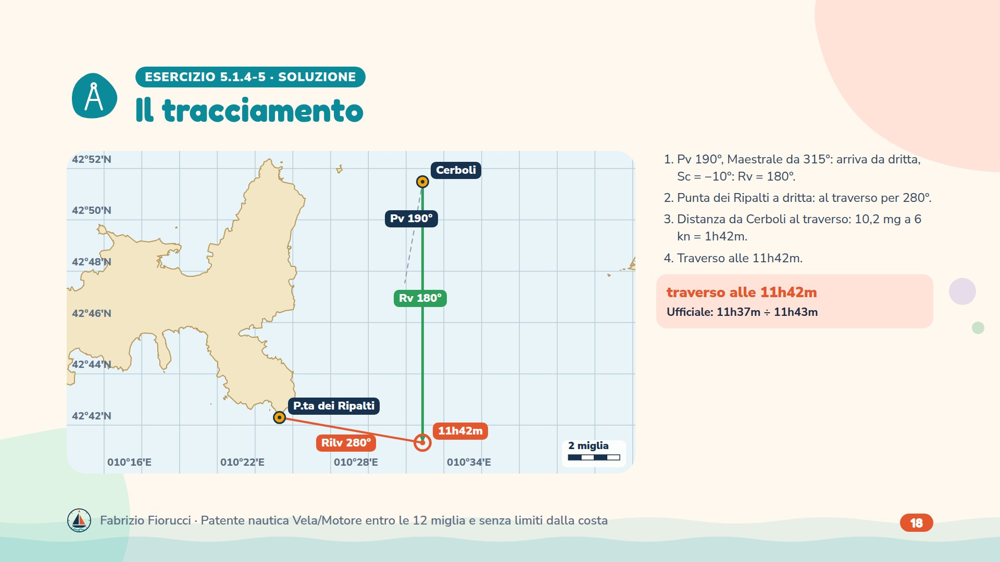 ESERCIZIO 5.1.4-5 · SOLUZIONE
Il tracciamento
42°52'N
42°50'N
42°48'N
42°46'N
42°44'N
42°42'N
010°16'E
010°22'E
010°28'E
010°34'E
Cerboli
Pv 190°
Rv 180°
P.ta dei Ripalti
Rilv 280°
11h42m
2 miglia
1. Pv 190°, Maestrale da 315°: arriva da dritta,
Sc = −10°: Rv = 180°.
2. Punta dei Ripalti a dritta: al traverso per 280°.
3. Distanza da Cerboli al traverso: 10,2 mg a 6
kn = 1h42m.
4. Traverso alle 11h42m.
traverso alle 11h42m
Ufficiale: 11h37m ÷ 11h43m
Fabrizio Fiorucci · Patente nautica Vela/Motore entro le 12 miglia e senza limiti dalla costa
18